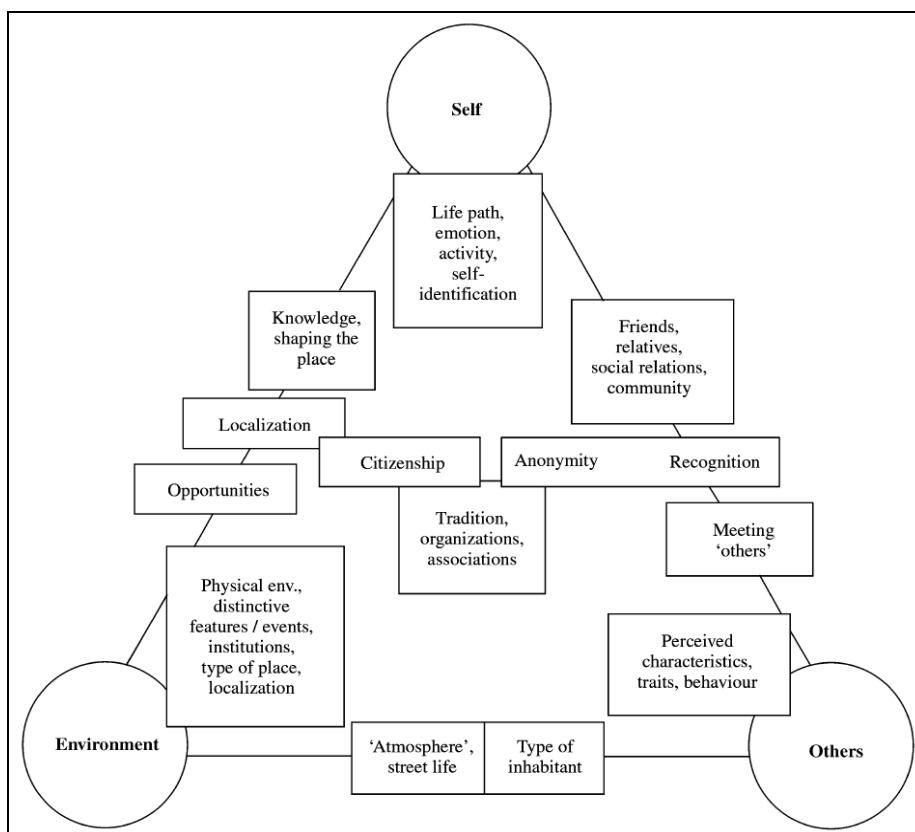 Self
Life path,
emotion,
activity,
self-
identification
Knowledge,
shaping the
place
Friends,
relatives,
social relations,
community
Localization
Citizenship
Anonymity
Recognition
Opportunities
Tradition,
organizations,
associations
Meeting
‘others’
Physical env.,
distinctive
features / events,
institutions,
type of place,
localization
Perceived
characteristics,
traits, behaviour
Environment
‘Atmosphere’,
street life
Type of
inhabitant
Others